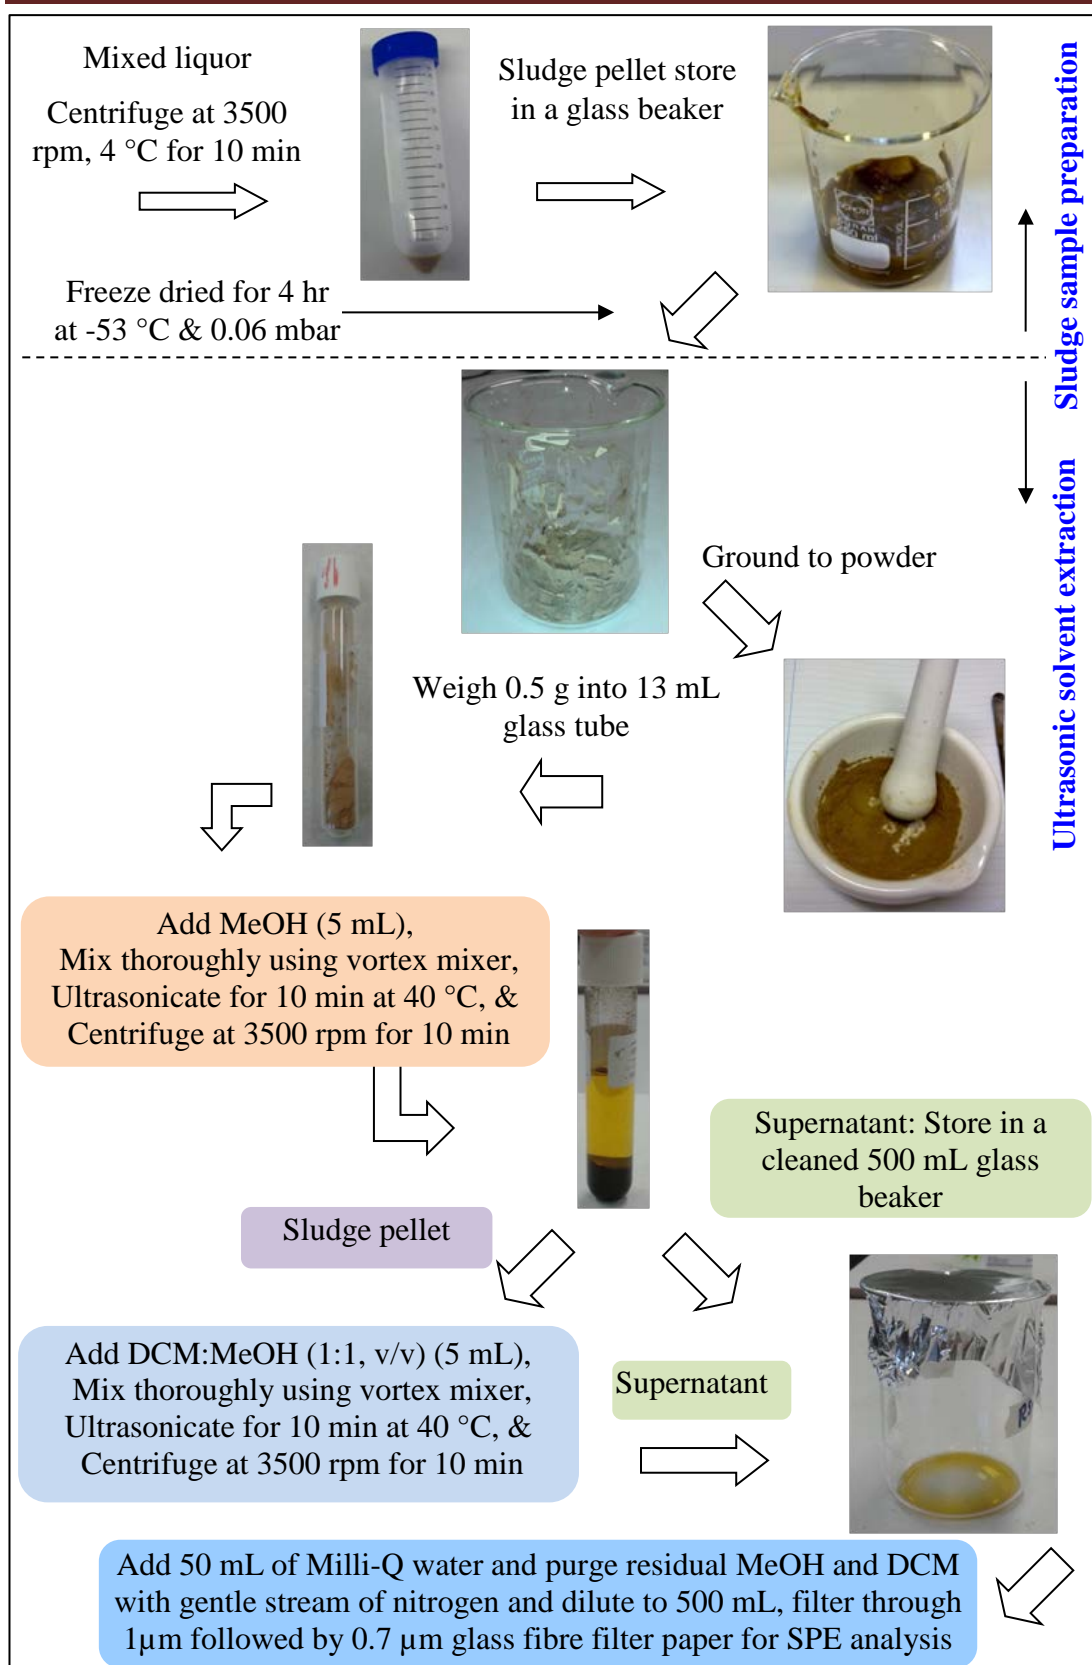 Mixed liquor
Centrifuge at 3500
rpm, 4 °C for 10 min
Sludge pellet store
in a glass beaker
Sludge sample preparation
Freeze dried for 4 hr
at -53 °C & 0.06 mbar
Ultrasonic solvent extraction
Ground to powder
Weigh 0.5 g into 13 mL
glass tube
Add MeOH (5 mL),
Mix thoroughly using vortex mixer,
Ultrasonicate for 10 min at 40 °C, &
Centrifuge at 3500 rpm for 10 min
Supernatant: Store in a
cleaned 500 mL glass
beaker
Sludge pellet
Add DCM:MeOH (1:1, v/v) (5 mL),
Mix thoroughly using vortex mixer,
Ultrasonicate for 10 min at 40 °C, &
Centrifuge at 3500 rpm for 10 min
Supernatant
Add 50 mL of Milli-Q water and purge residual MeOH and DCM
with gentle stream of nitrogen and dilute to 500 mL, filter through
1µm followed by 0.7 µm glass fibre filter paper for SPE analysis